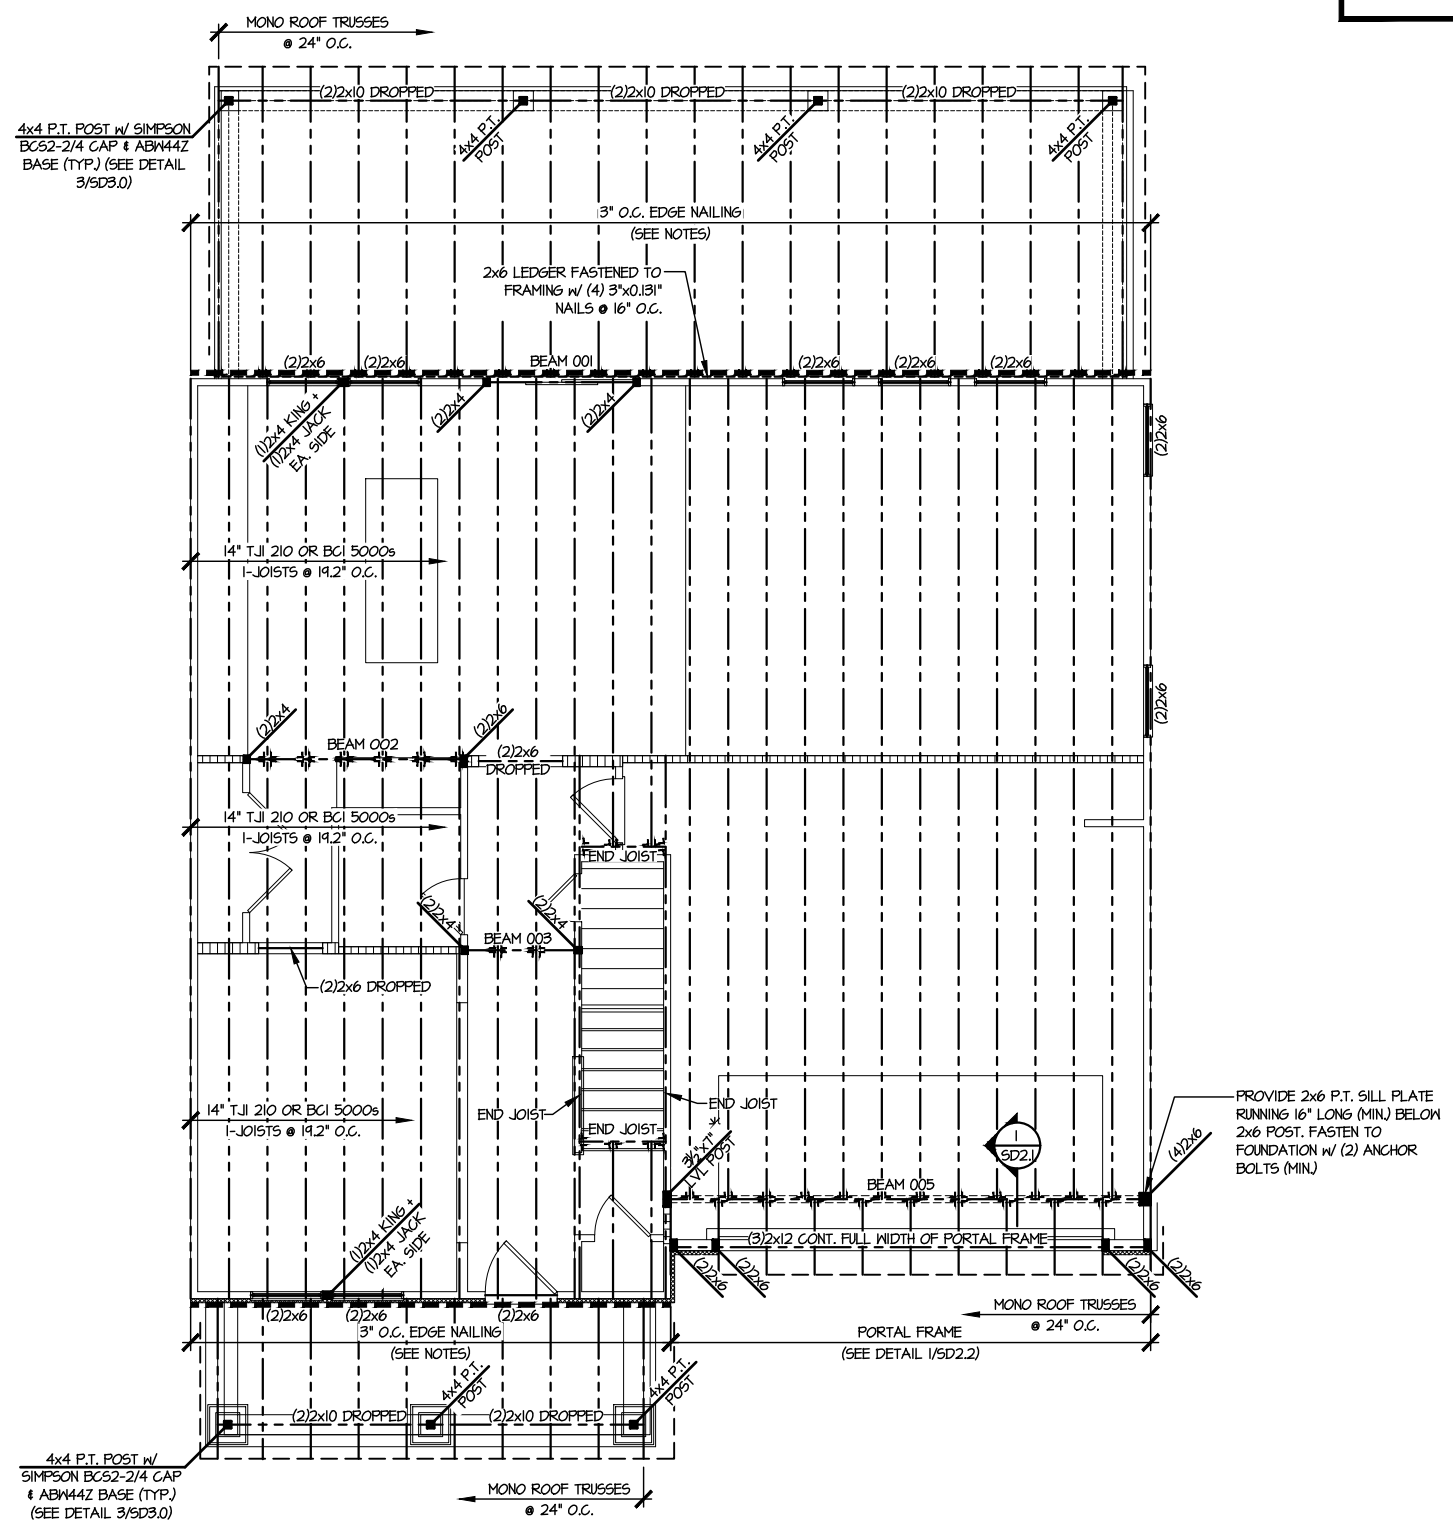 MONO ROOF TRUSSES
@ 24" O.C.
(2)2x10 DROPPED
(2)2x10 DROPPED
(2)2x10 DROPPED
4x4 P.T. POST w/ SIMPSON
BCS2-2/4 CAP & ABW44Z
BASE (TYP.) (SEE DETAIL
3/SD3.0)
4x4 P.T.
POST
4x4 P.T.
POST
4x4 P.T.
POST
3" O.C. EDGE NAILING
(SEE NOTES)
2x6 LEDGER FASTENED TO
FRAMING w/ (4) 3"x0.131"
NAILS @ 16" O.C.
(2)2x6
(2)2x6
BEAM 001
(2)2x6
(2)2x6
(2)2x6
(1)2x4 KING +
(1)2x4 JACK
EA. SIDE
(2)2x4
(2)2x4
(2)2x6
14" TJI 210 OR BCI 5000s
I-JOISTS @ 19.2" O.C.
(2)2x6
(2)2x4
BEAM 002
(2)2x6
(2)2x6
DROPPED
14" TJI 210 OR BCI 5000s
I-JOISTS @ 19.2" O.C.
END JOIST
(2)2x4
(2)2x4
BEAM 003
(2)2x6 DROPPED
14" TJI 210 OR BCI 5000s
I-JOISTS @ 19.2" O.C.
END JOIST
END JOIST
END JOIST
3½"x7"
LVL POST
1
SD2.1
PROVIDE 2x6 P.T. SILL PLATE
RUNNING 16" LONG (MIN.) BELOW
2x6 POST. FASTEN TO
FOUNDATION w/ (2) ANCHOR
BOLTS (MIN.)
(4)2x6
BEAM 005
(3)2x12 CONT. FULL WIDTH OF PORTAL FRAME
(1)2x4 KING +
(1)2x4 JACK
EA. SIDE
(2)2x6
(2)2x6
(2)2x6
(2)2x6
(2)2x6
(2)2x6
(2)2x6
MONO ROOF TRUSSES
@ 24" O.C.
3" O.C. EDGE NAILING
(SEE NOTES)
PORTAL FRAME
(SEE DETAIL 1/SD2.2)
4x4 P.T.
POST
4x4 P.T.
POST
(2)2x10 DROPPED
(2)2x10 DROPPED
4x4 P.T. POST w/
SIMPSON BCS2-2/4 CAP
& ABW44Z BASE (TYP.)
(SEE DETAIL 3/SD3.0)
MONO ROOF TRUSSES
@ 24" O.C.